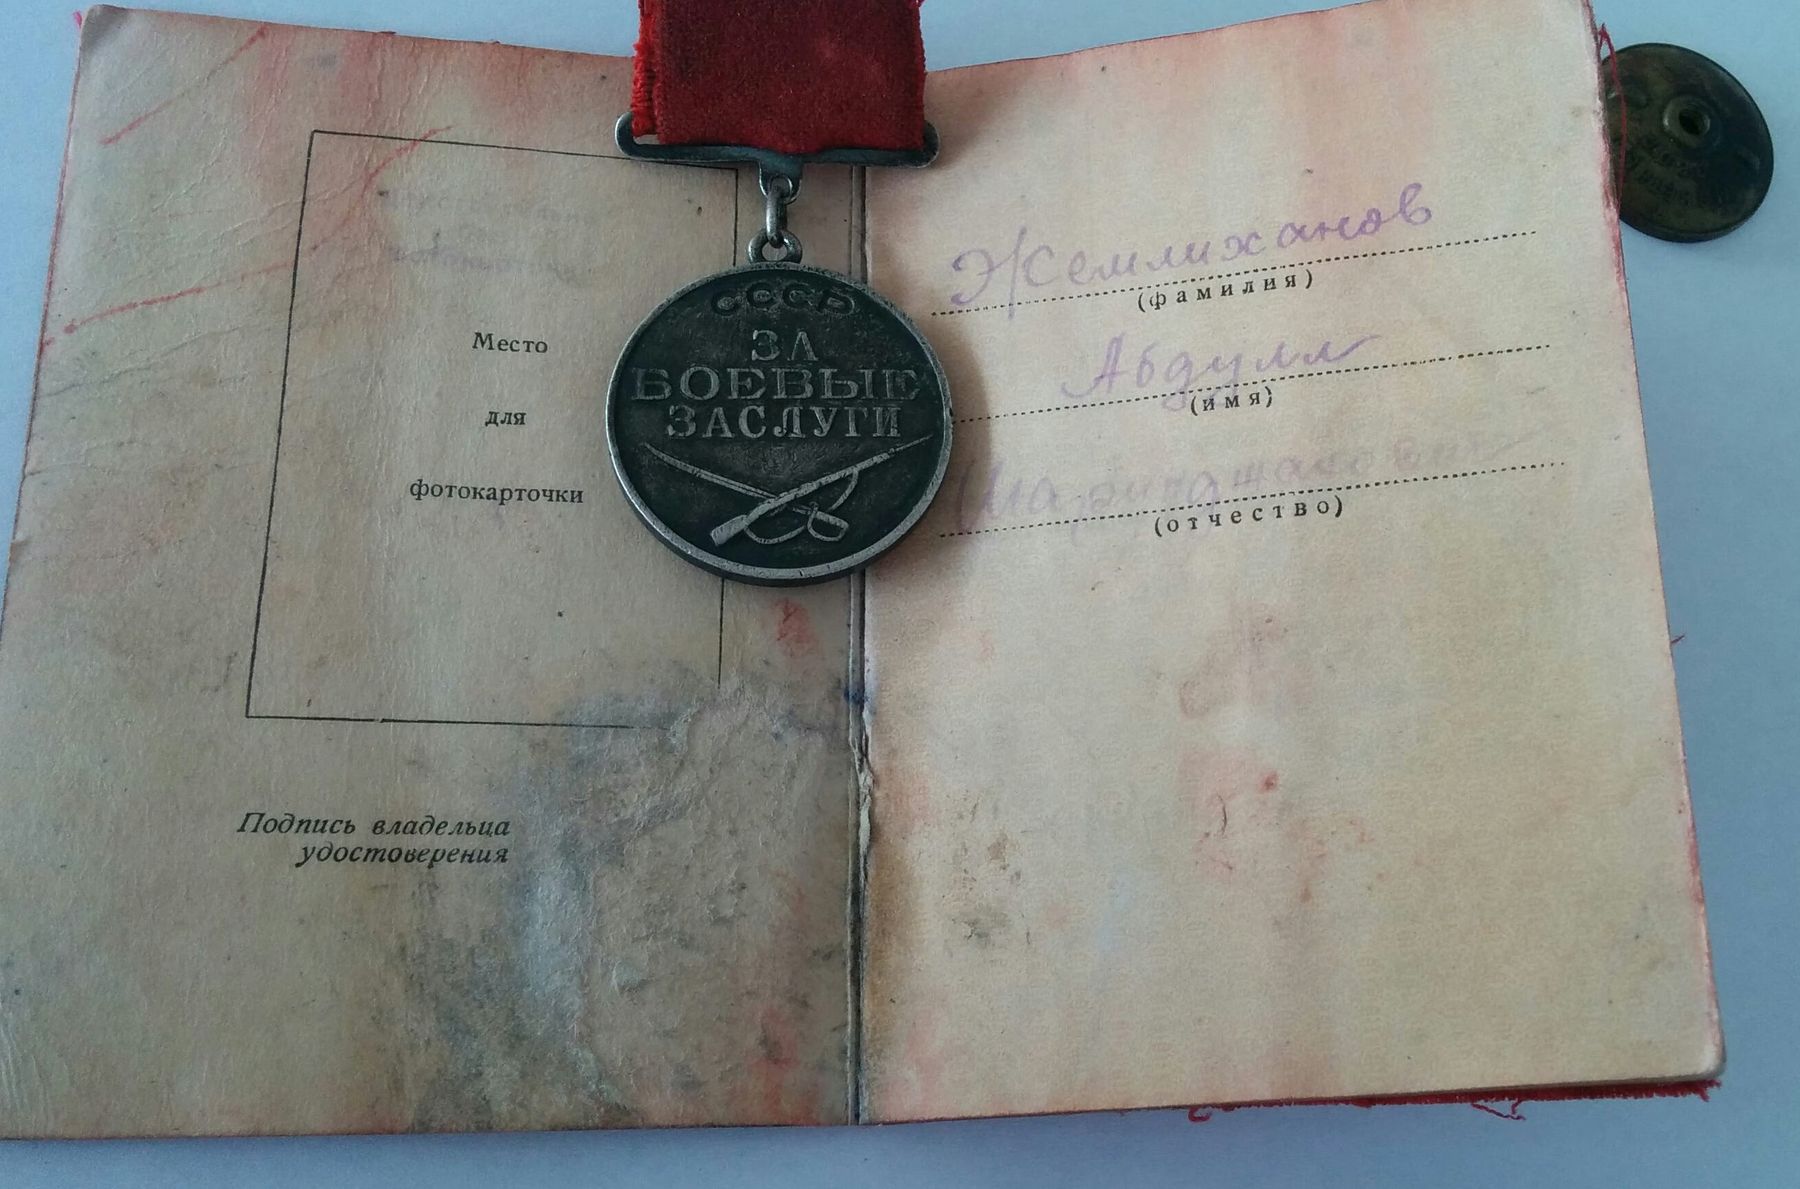 Место
для
фотокарточки
Подпись владельца
удостоверения
СССР
ЗА
БОЕВЫЕ
ЗАСЛУГИ
Жемлиханов
(фамилия)
Абдулл
(имя)
(отчество)